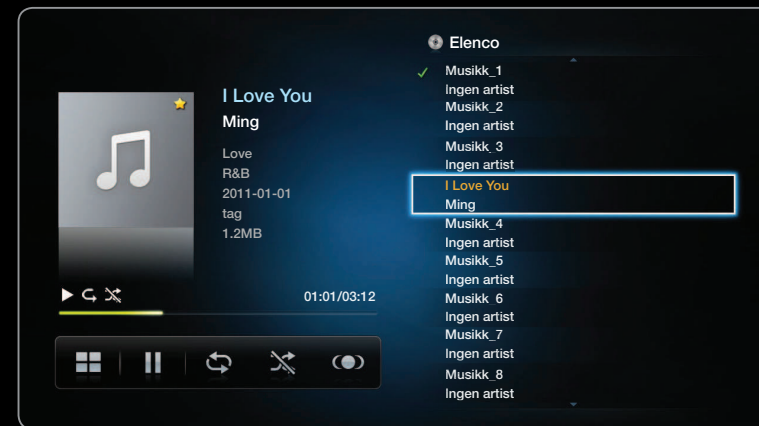 I Love You
Ming
Love
R&B
2011-01-01
tag
1.2MB
01:01/03:12
Elenco
Musikk_1
Ingen artist
Musikk_2
Ingen artist
Musikk_3
Ingen artist
I Love You
Ming
Musikk_4
Ingen artist
Musikk_5
Ingen artist
Musikk_6
Ingen artist
Musikk_7
Ingen artist
Musikk_8
Ingen artist